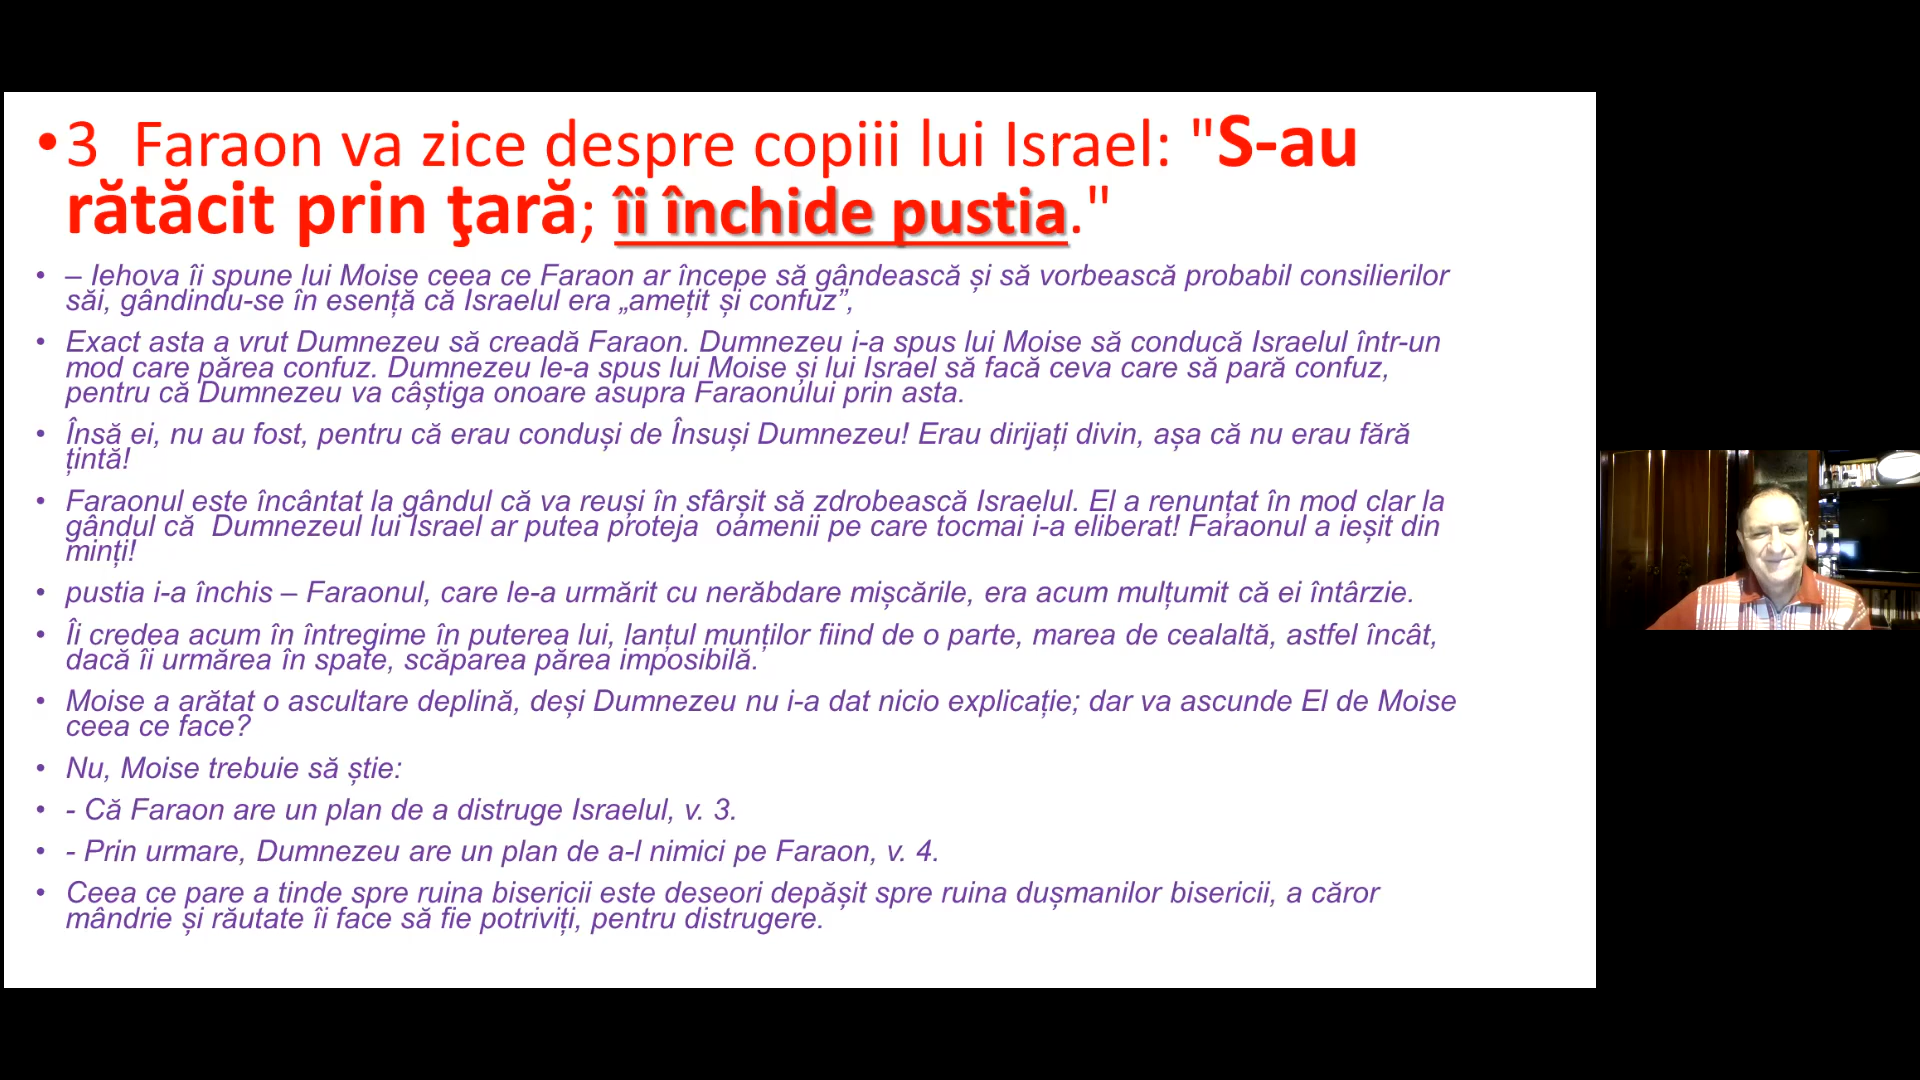 •3  Faraon va zice despre copiii lui Israel: "S-au
rătăcit prin ţară; îi închide pustia."
• – Iehova îi spune lui Moise ceea ce Faraon ar începe să gândească și să vorbească probabil consilierilor
săi, gândindu-se în esență că Israelul era „amețit și confuz”,
• Exact asta a vrut Dumnezeu să creadă Faraon. Dumnezeu i-a spus lui Moise să conducă Israelul într-un
mod care părea confuz. Dumnezeu le-a spus lui Moise și lui Israel să facă ceva care să pară confuz,
pentru că Dumnezeu va câștiga onoare asupra Faraonului prin asta.
• Însă ei, nu au fost, pentru că erau conduși de Însuși Dumnezeu! Erau dirijați divin, așa că nu erau fără
țintă!
• Faraonul este încântat la gândul că va reuși în sfârșit să zdrobească Israelul. El a renunțat în mod clar la
gândul că  Dumnezeul lui Israel ar putea proteja  oamenii pe care tocmai i-a eliberat! Faraonul a ieșit din
minți!
• pustia i-a închis – Faraonul, care le-a urmărit cu nerăbdare mișcările, era acum mulțumit că ei întârzie.
• Îi credea acum în întregime în puterea lui, lanțul munților fiind de o parte, marea de cealaltă, astfel încât,
dacă îi urmărea în spate, scăparea părea imposibilă.
• Moise a arătat o ascultare deplină, deși Dumnezeu nu i-a dat nicio explicație; dar va ascunde El de Moise
ceea ce face?
• Nu, Moise trebuie să știe:
• - Că Faraon are un plan de a distruge Israelul, v. 3.
• - Prin urmare, Dumnezeu are un plan de a-l nimici pe Faraon, v. 4.
• Ceea ce pare a tinde spre ruina bisericii este deseori depășit spre ruina dușmanilor bisericii, a căror
mândrie și răutate îi face să fie potriviți, pentru distrugere.